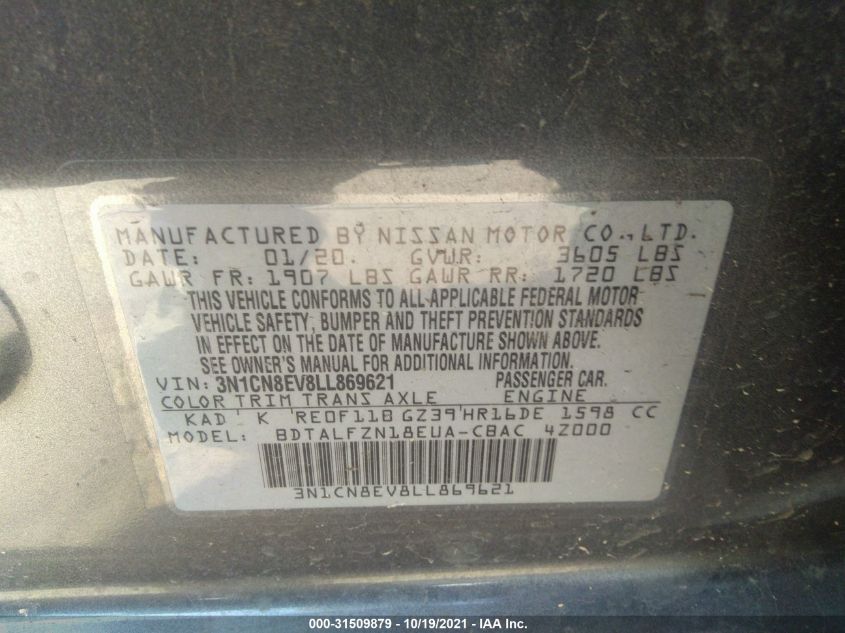 MANUFACTURED BY NISSAN MOTOR CO., LTD.
DATE: 01/20. GVWR: 3605 LBS
GAWR FR: 1907 LBS GAWR RR: 1720 LBS
THIS VEHICLE CONFORMS TO ALL APPLICABLE FEDERAL MOTOR
VEHICLE SAFETY, BUMPER AND THEFT PREVENTION STANDARDS
IN EFFECT ON THE DATE OF MANUFACTURE SHOWN ABOVE.
SEE OWNER'S MANUAL FOR ADDITIONAL INFORMATION.
VIN: 3N1CN8EV8LL869621 PASSENGER CAR.
COLOR TRIM TRANS AXLE ENGINE
KAD K RE0F11B GZ39 HR16DE 1598 CC
MODEL: BDTALFZN18EUA-CBAC 4Z000
3N1CN8EV8LL869621
000-31509879 - 10/19/2021 - IAA Inc.